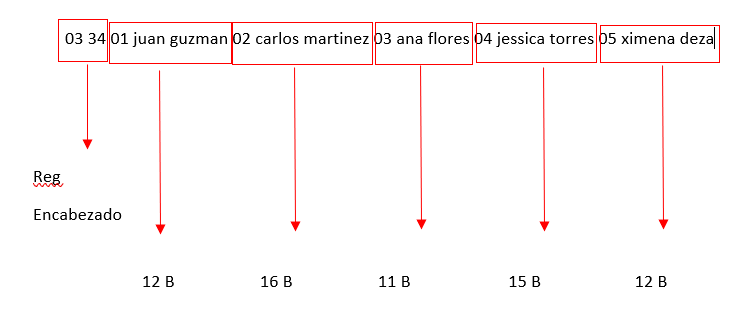 03 34 01 juan guzman 02 carlos martinez 03 ana flores 04 jessica torres 05 ximena deza
Reg
Encabezado
12 B 16 B 11 B 15 B 12 B